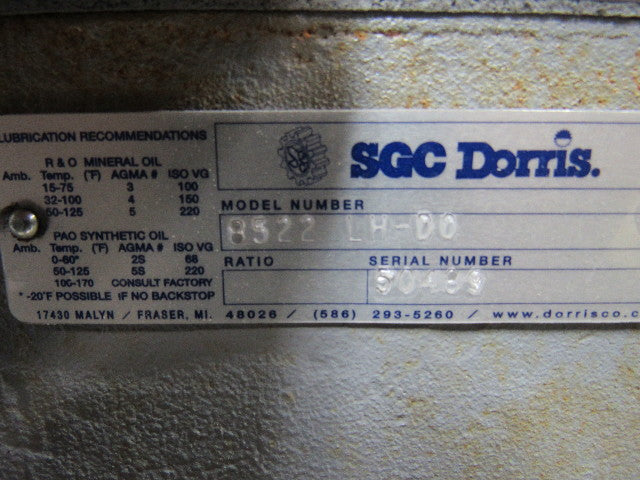 LUBRICATION RECOMMENDATIONS
R & O MINERAL OIL
Amb. Temp. (°F) AGMA # ISO VG
15-75 3 100
32-100 4 150
50-125 5 220
PAO SYNTHETIC OIL
Amb. Temp. (°F) AGMA # ISO VG
0-60° 2S 68
50-125 5S 220
100-170 CONSULT FACTORY
* -20°F POSSIBLE IF NO BACKSTOP
SGC Dorris.
MODEL NUMBER
8522 LH-DO
RATIO SERIAL NUMBER
17430 MALYN / FRASER, MI. 48026 / (586) 293-5260 / www.dorrisco.c